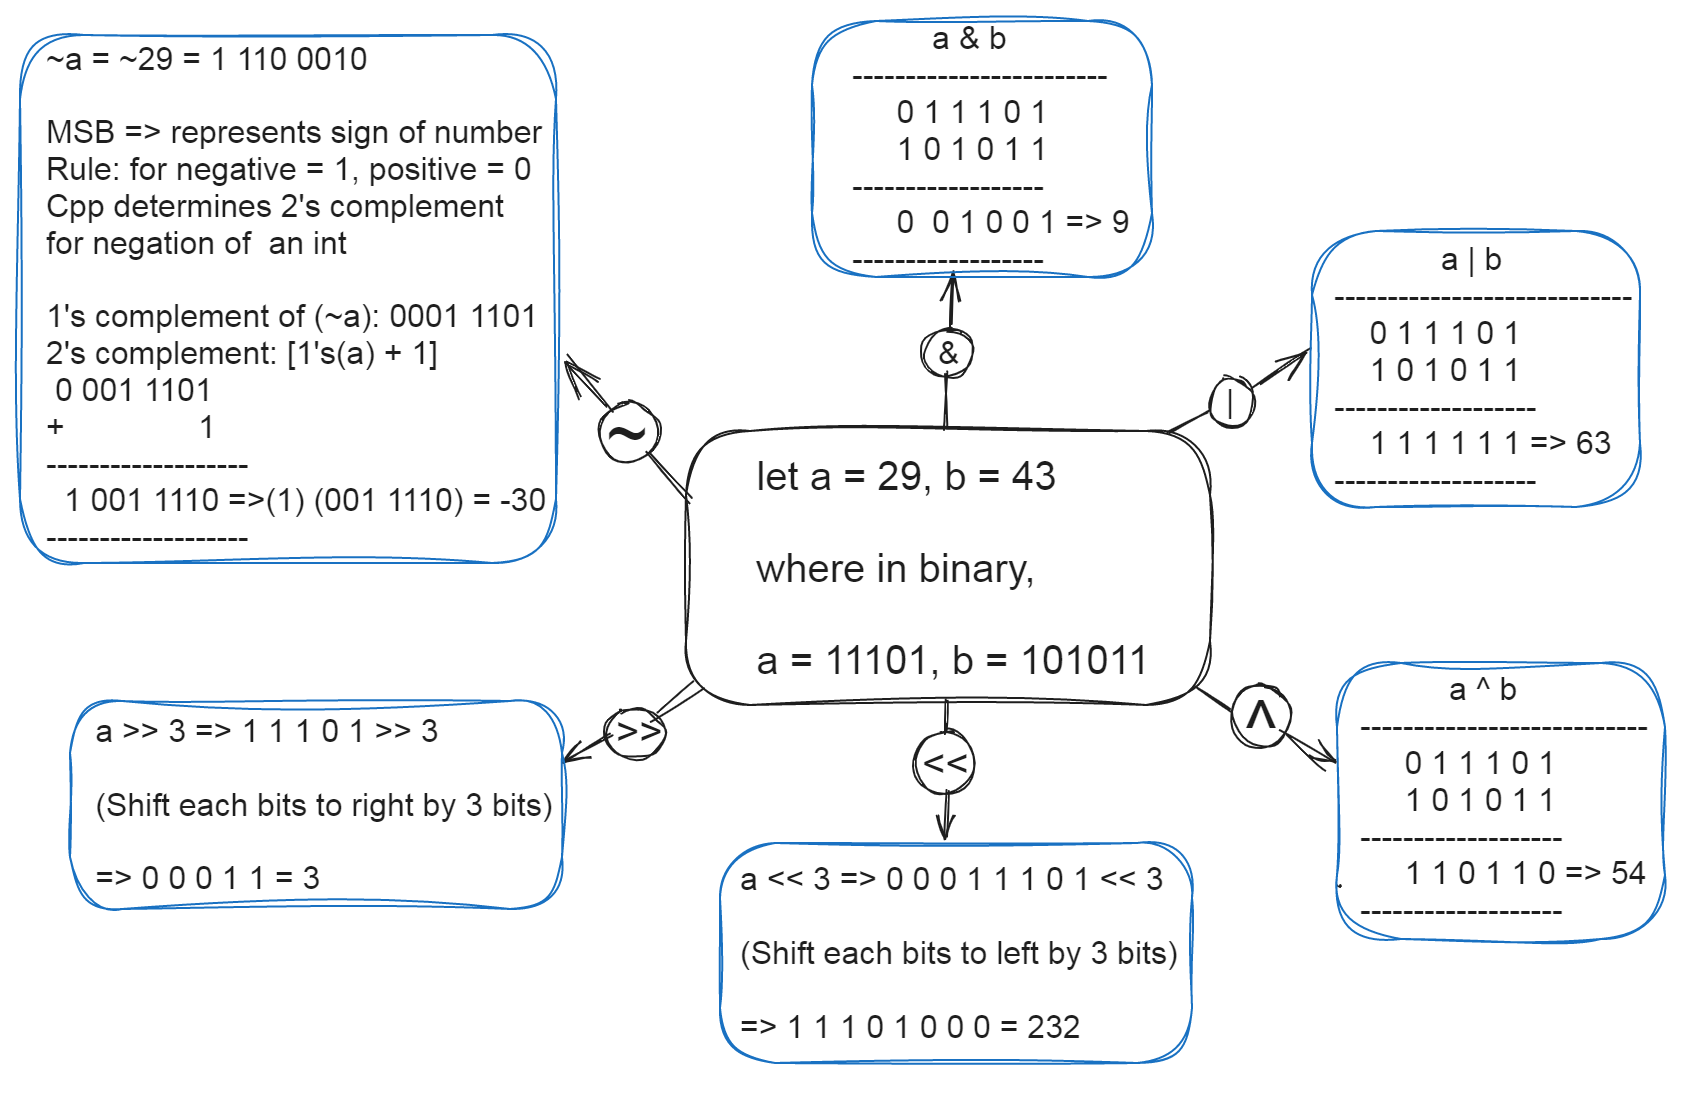 ~a = ~29 = 1 110 0010
MSB => represents sign of number
Rule: for negative = 1, positive = 0
Cpp determines 2's complement
for negation of  an int
1's complement of (~a): 0001 1101
2's complement: [1's(a) + 1]
0 001 1101
+ 1
-------------------
1 001 1110 =>(1) (001 1110) = -30
-------------------
a & b
------------------------
0 1 1 1 0 1
1 0 1 0 1 1
------------------
0  0 1 0 0 1 => 9
------------------
a | b
----------------------------
0 1 1 1 0 1
1 0 1 0 1 1
-------------------
1 1 1 1 1 1 => 63
-------------------
~
&
|
let a = 29, b = 43
where in binary,
a = 11101, b = 101011
>>
<<
^
a >> 3 => 1 1 1 0 1 >> 3
(Shift each bits to right by 3 bits)
=> 0 0 0 1 1 = 3
a << 3 => 0 0 0 1 1 1 0 1 << 3
(Shift each bits to left by 3 bits)
=> 1 1 1 0 1 0 0 0 = 232
a ^ b
---------------------------
0 1 1 1 0 1
1 0 1 0 1 1
-------------------
1 1 0 1 1 0 => 54
-------------------